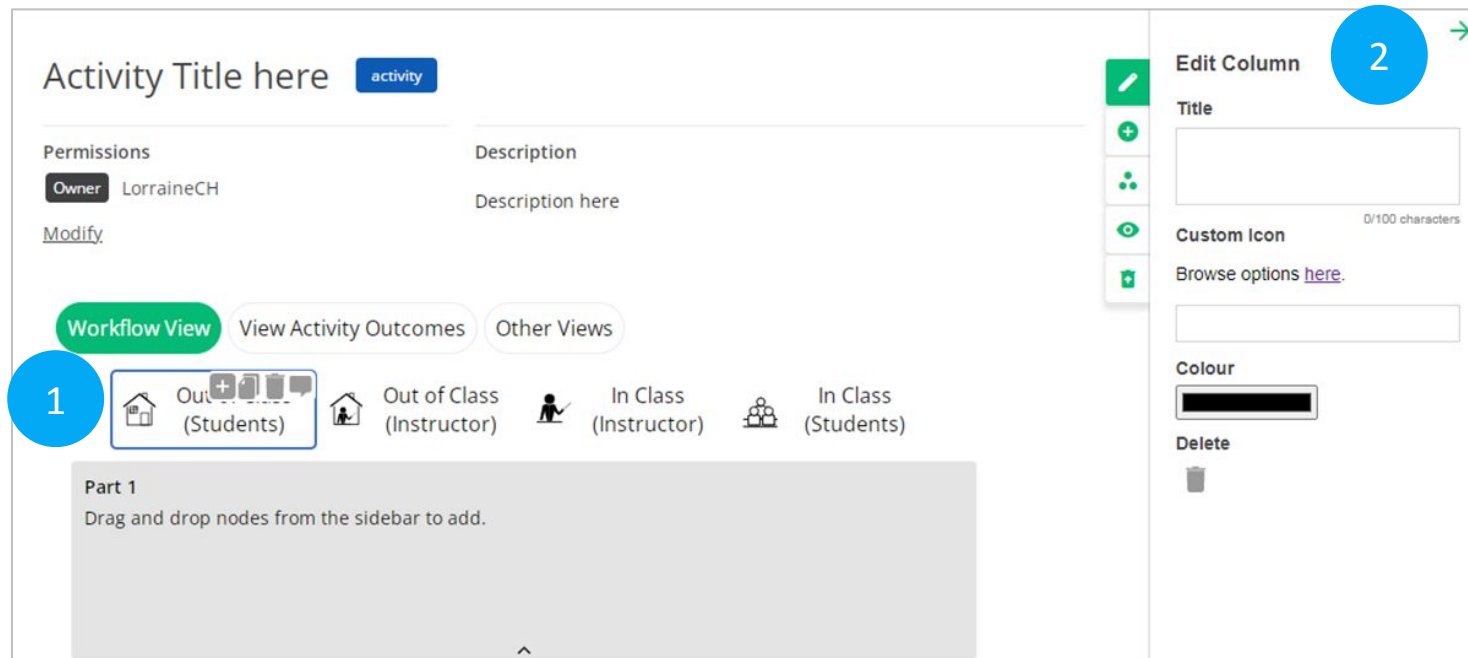 Activity Title here
activity
Permissions
Owner LorraineCH
Modify
Description
Description here
Workflow View
View Activity Outcomes
Other Views
1
Out
(Students)
Out of Class
(Instructor)
In Class
(Instructor)
In Class
(Students)
Part 1
Drag and drop nodes from the sidebar to add.
2
Edit Column
Title
0/100 characters
Custom Icon
Browse options here.
Colour
Delete